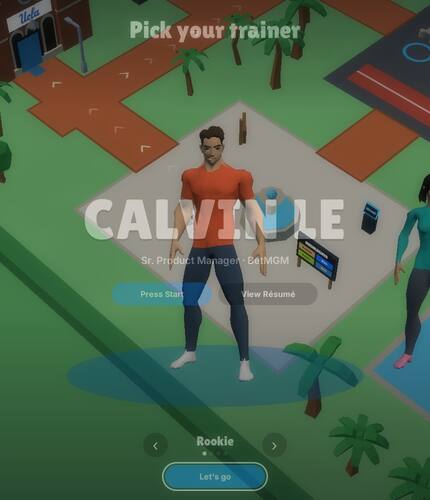 Ucla
Pick your trainer
CALVIN LE
Sr. Product Manager · BetMGM
Press Start
View Résumé
Rookie
Let's go